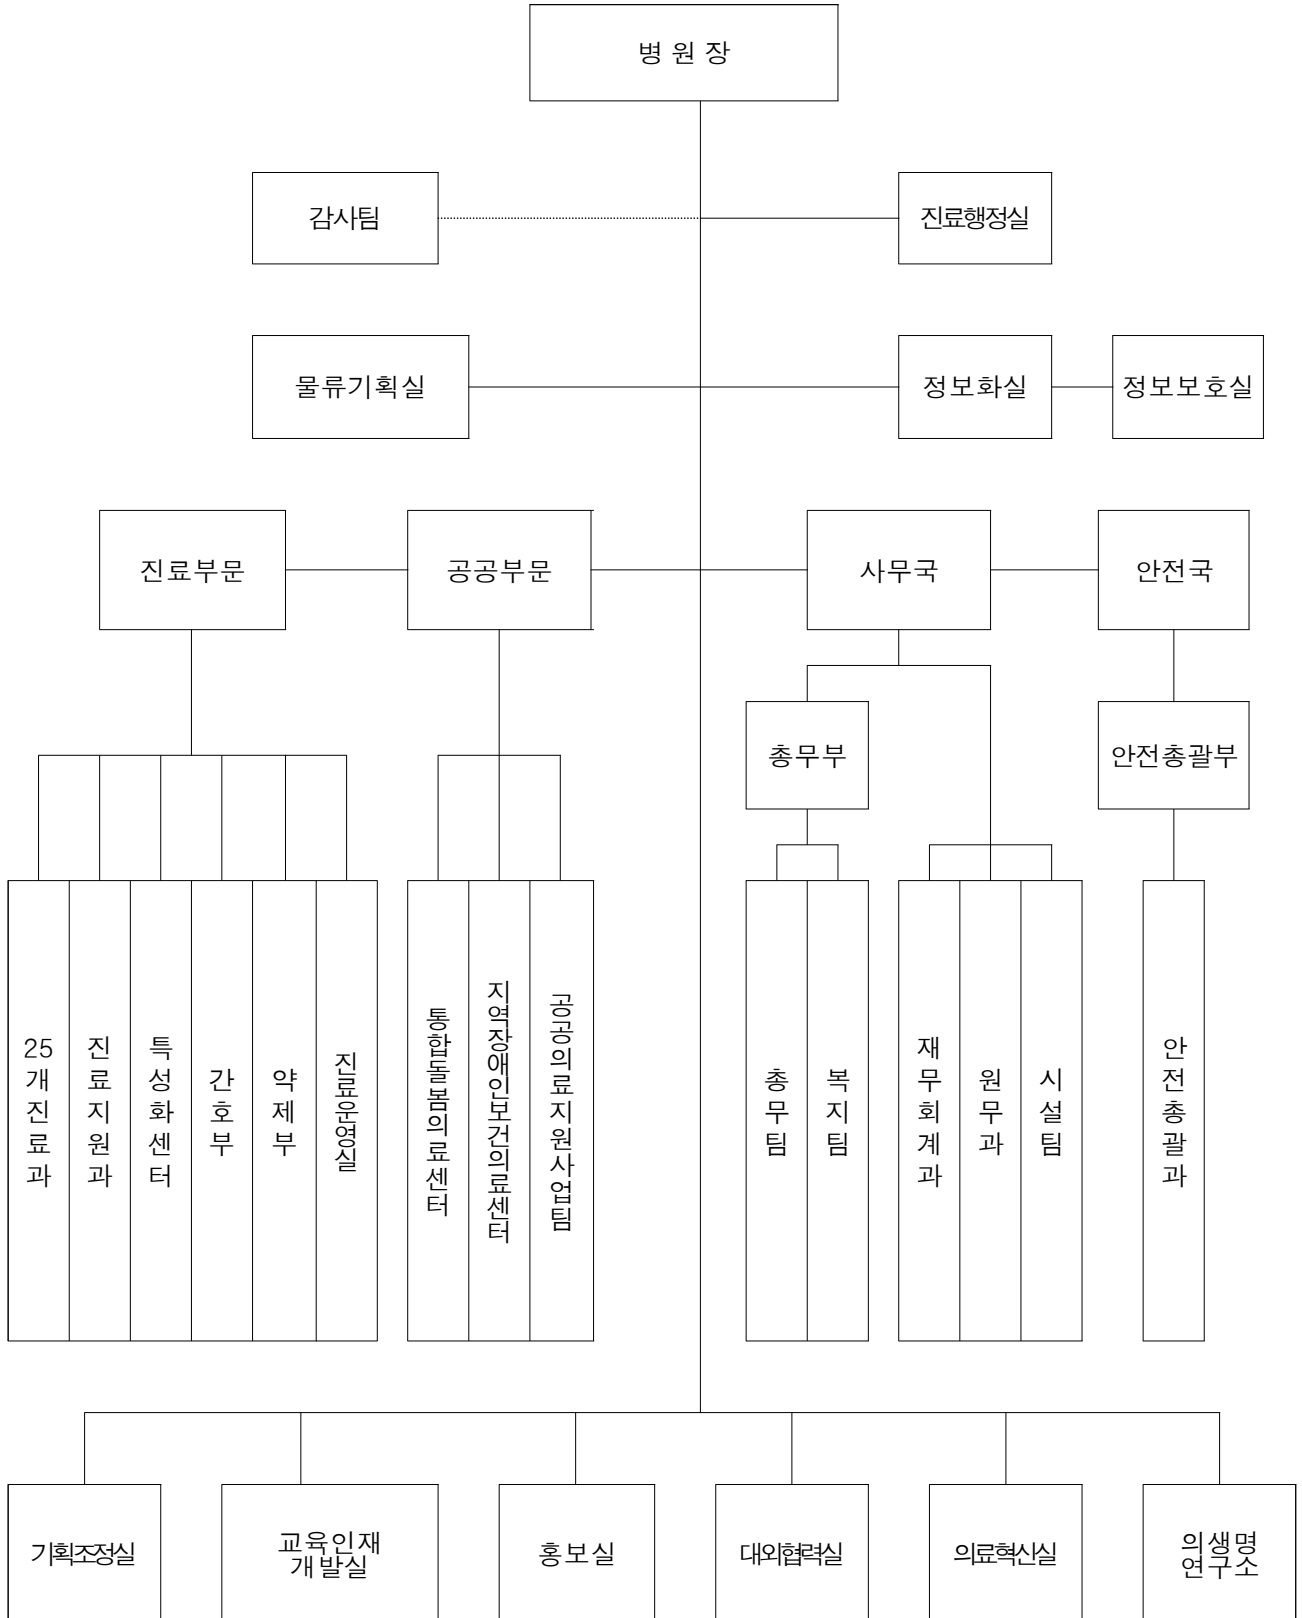 병 원 장
감사팀
진료행정실
물류기획실
정보화실
정보보호실
진료부문
공공부문
사무국
안전국
총무부
안전총괄부
25개진료과
진료지원과
특성화센터
간호부
약제부
진료운영실
통합돌봄의료센터
지역장애인보건의료센터
공공의료지원사업팀
총무팀
복지팀
재무회계과
원무과
시설팀
안전총괄과
기획조정실
교육인재
개발실
홍보실
대외협력실
의료혁신실
의생명
연구소